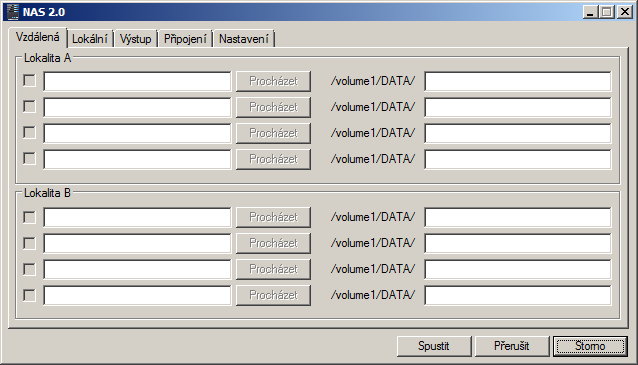 NAS 2.0
Vzdálená Lokální Výstup Připojení Nastavení
Lokalita A
Procházet /volume1/DATA/
Procházet /volume1/DATA/
Procházet /volume1/DATA/
Procházet /volume1/DATA/
Lokalita B
Procházet /volume1/DATA/
Procházet /volume1/DATA/
Procházet /volume1/DATA/
Procházet /volume1/DATA/
Spustit Přerušit Storno